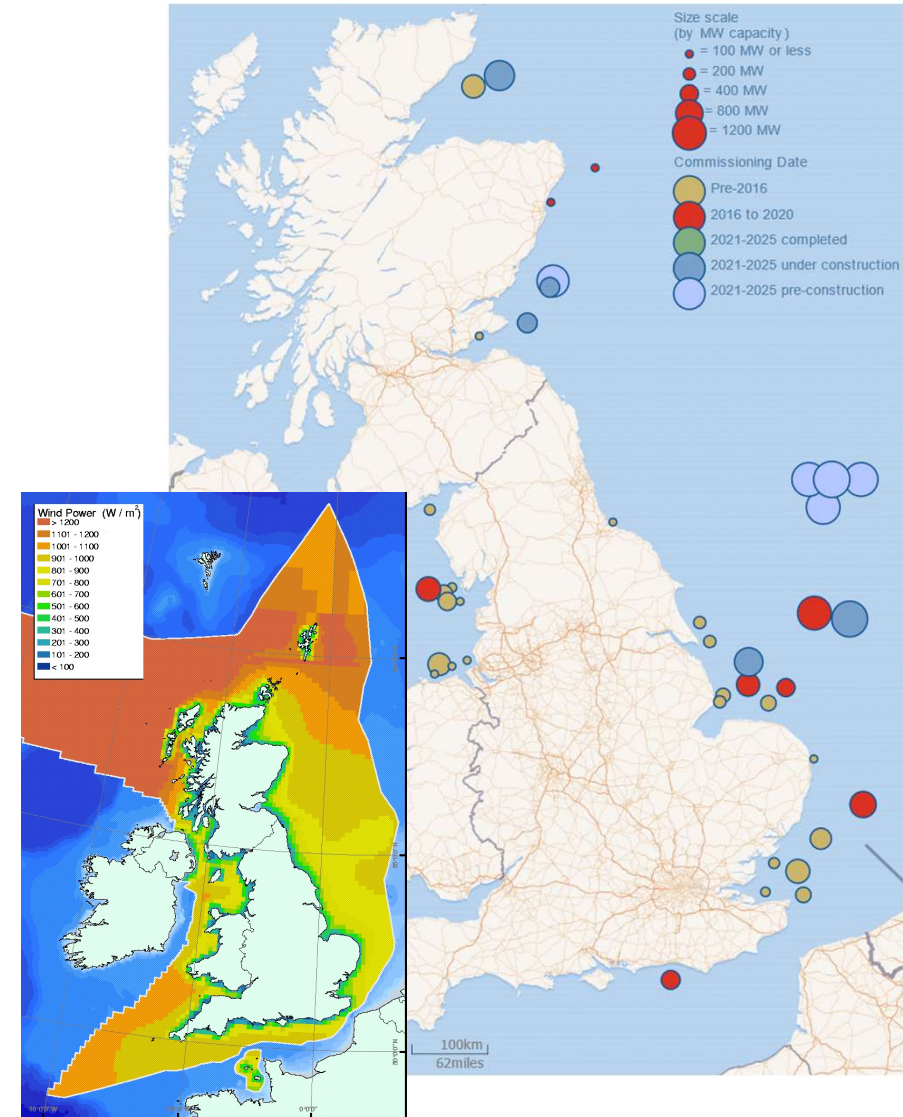 Size scale
(by MW capacity)
= 100 MW or less
= 200 MW
= 400 MW
= 800 MW
= 1200 MW
Commissioning Date
Pre-2016
2016 to 2020
2021-2025 completed
2021-2025 under construction
2021-2025 pre-construction
Wind Power (W / m²)
> 1200
1101 - 1200
1001 - 1100
901 - 1000
801 - 900
701 - 800
601 - 700
501 - 600
401 - 500
301 - 400
201 - 300
101 - 200
< 100
100km
62miles
0°0'0"